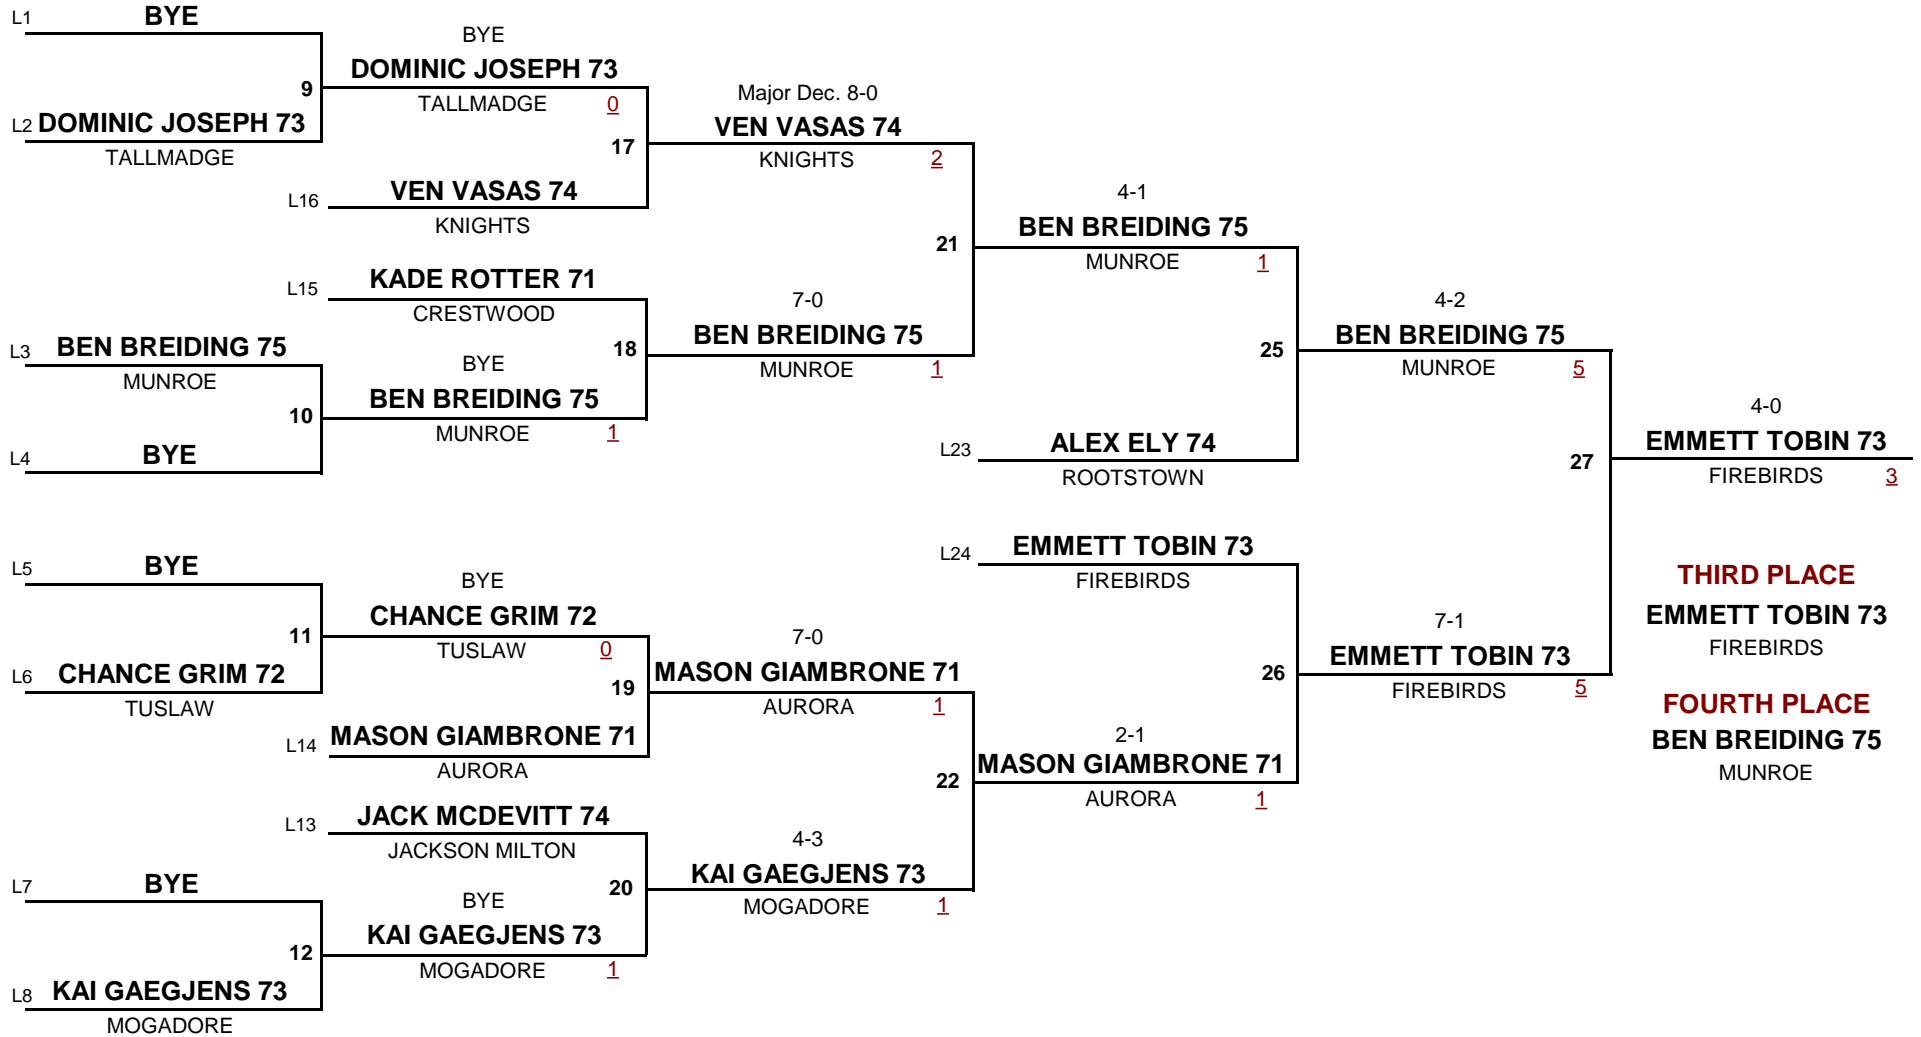 L1 BYE
9
L2 DOMINIC JOSEPH 73
TALLMADGE
BYE
DOMINIC JOSEPH 73
TALLMADGE 0
17
L16 VEN VASAS 74
KNIGHTS
Major Dec. 8-0
VEN VASAS 74
KNIGHTS 2
21
L15 KADE ROTTER 71
CRESTWOOD
L3 BEN BREIDING 75
MUNROE
10
L4 BYE
18
BYE
BEN BREIDING 75
MUNROE 1
7-0
BEN BREIDING 75
MUNROE 1
4-1
BEN BREIDING 75
MUNROE 1
25
L23 ALEX ELY 74
ROOTSTOWN
4-2
BEN BREIDING 75
MUNROE 5
27
4-0
EMMETT TOBIN 73
FIREBIRDS 3
L5 BYE
11
L6 CHANCE GRIM 72
TUSLAW
BYE
CHANCE GRIM 72
TUSLAW 0
19
L14 MASON GIAMBRONE 71
AURORA
7-0
MASON GIAMBRONE 71
AURORA 1
22
L13 JACK MCDEVITT 74
JACKSON MILTON
20
L7 BYE
12
L8 KAI GAEGJENS 73
MOGADORE
BYE
KAI GAEGJENS 73
MOGADORE 1
4-3
KAI GAEGJENS 73
MOGADORE 1
L24 EMMETT TOBIN 73
FIREBIRDS
26
2-1
MASON GIAMBRONE 71
AURORA 1
7-1
EMMETT TOBIN 73
FIREBIRDS 5
THIRD PLACE
EMMETT TOBIN 73
FIREBIRDS
FOURTH PLACE
BEN BREIDING 75
MUNROE